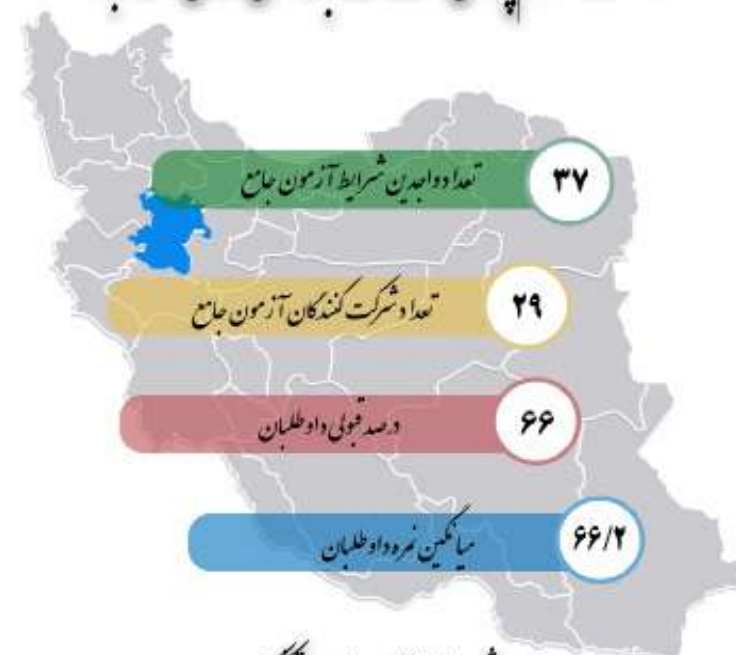 تعداد واجدین شرایط آزمون جامع ۳۷
تعداد شرکت کنندگان آزمون جامع ۲۹
درصد قبولی داوطلبان ۶۶
میانگین نمره داوطلبان ۶۶/۲